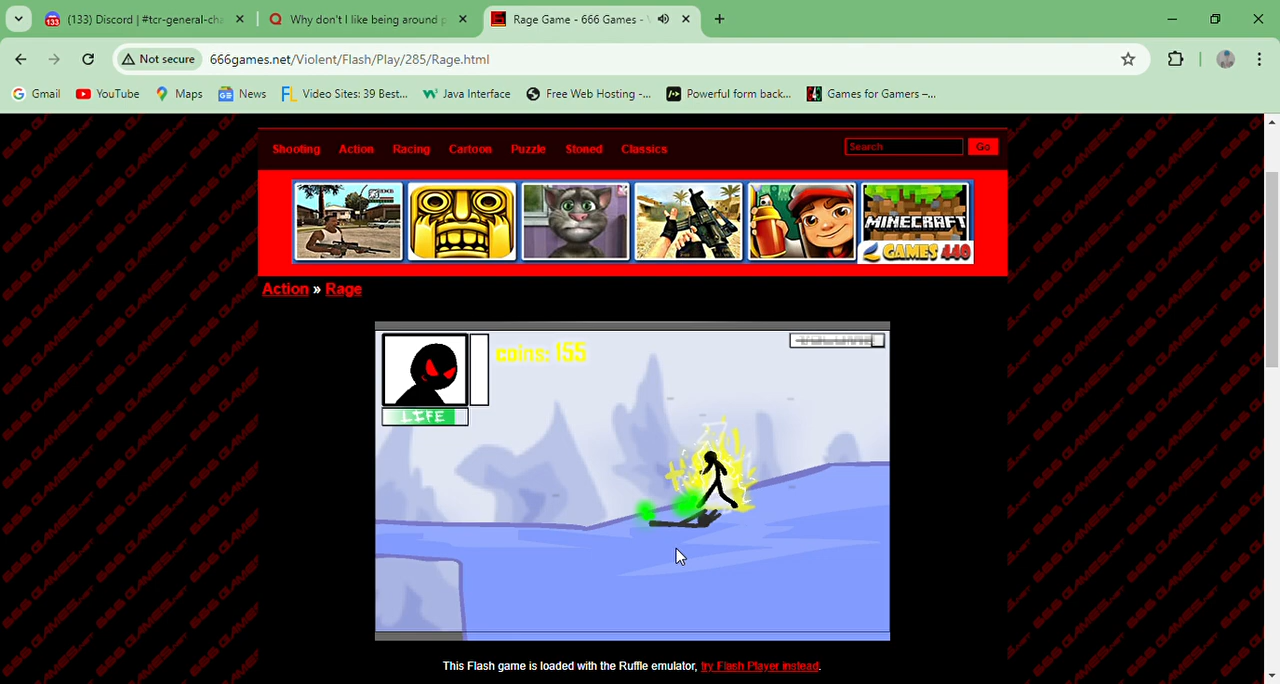 (133) Discord | #tcr-general-cha
Why don't I like being around p
Rage Game - 666 Games -
Not secure
666games.net/Violent/Flash/Play/285/Rage.html
Gmail
YouTube
Maps
News
Video Sites: 39 Best...
Java Interface
Free Web Hosting -...
Powerful form back...
Games for Gamers –...
Shooting
Action
Racing
Cartoon
Puzzle
Stoned
Classics
Search
Go
MINECRAFT
GAMES 440
Action » Rage
coins: 155
LIFE
This Flash game is loaded with the Ruffle emulator, try Flash Player instead.